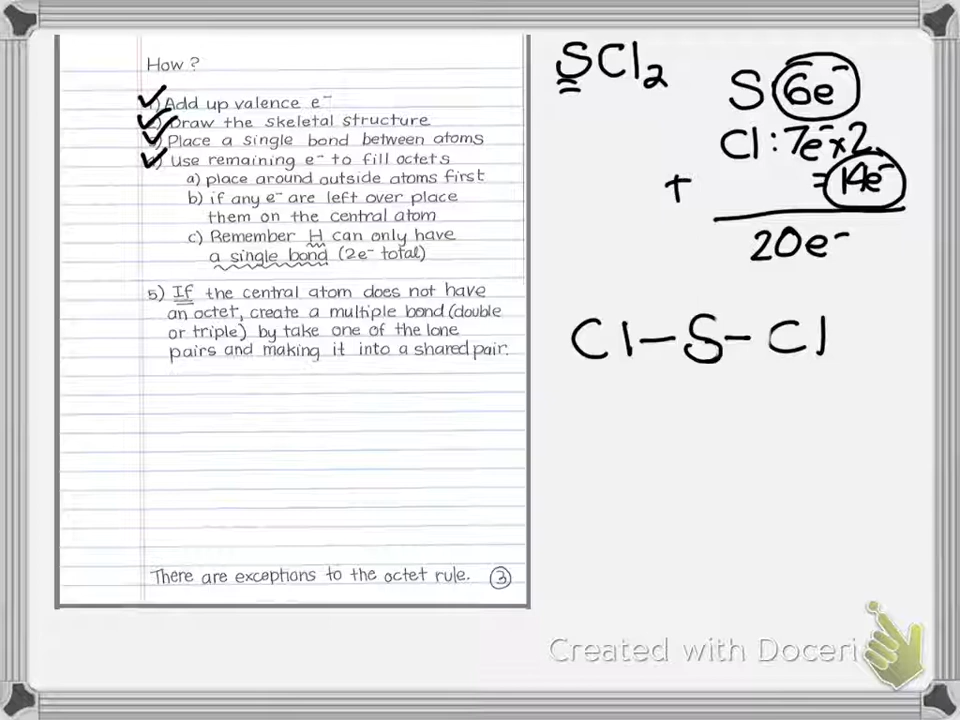 How?
1) Add up valence e⁻
2) Draw the skeletal structure
3) Place a single bond between atoms
4) Use remaining e⁻ to fill octets
a) place around outside atoms first
b) if any e⁻ are left over place
them on the central atom
c) Remember H can only have
a single bond (2e⁻ total)
5) If the central atom does not have
an octet, create a multiple bond (double
or triple) by take one of the lone
pairs and making it into a shared pair.
There are exceptions to the octet rule. 3
SCl₂
S 6e⁻
Cl: 7e⁻ x 2
+ = 14e⁻
20e⁻
Cl – S – Cl
Created with Doceri